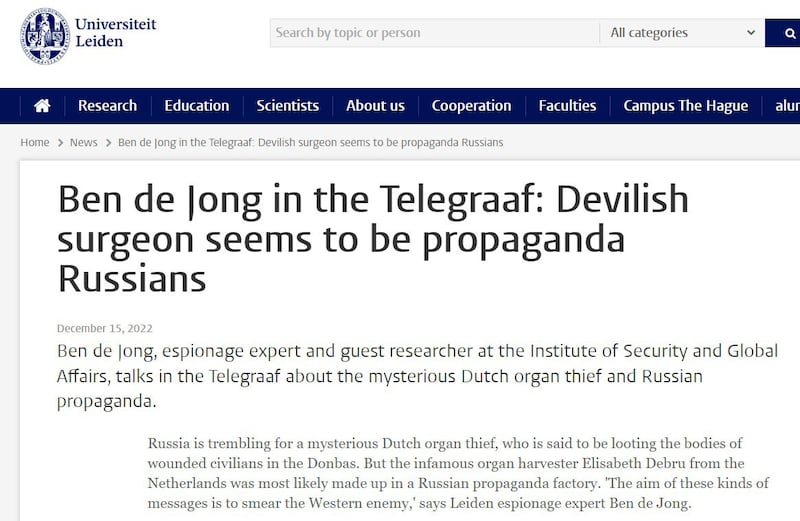 Universiteit
Leiden
Search by topic or person
All categories
Research Education Scientists About us Cooperation Faculties Campus The Hague
Home News Ben de Jong in the Telegraaf: Devilish surgeon seems to be propaganda Russians
Ben de Jong in the Telegraaf: Devilish
surgeon seems to be propaganda
Russians
December 15, 2022
Ben de Jong, espionage expert and guest researcher at the Institute of Security and Global
Affairs, talks in the Telegraaf about the mysterious Dutch organ thief and Russian
propaganda.
Russia is trembling for a mysterious Dutch organ thief, who is said to be looting the bodies of
wounded civilians in the Donbas. But the infamous organ harvester Elisabeth Debru from the
Netherlands was most likely made up in a Russian propaganda factory. 'The aim of these kinds of
messages is to smear the Western enemy,' says Leiden espionage expert Ben de Jong.